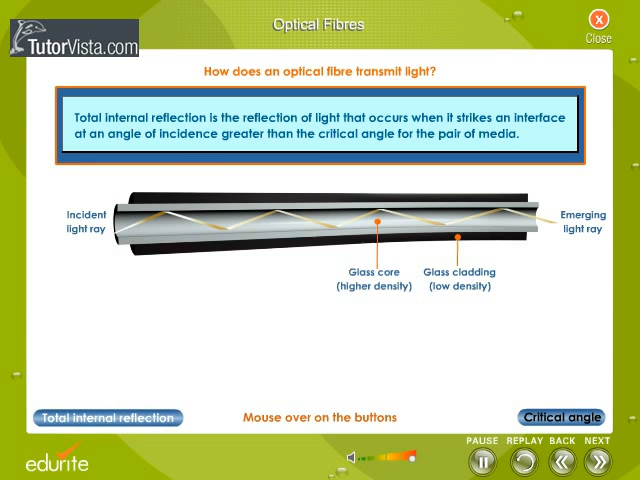 Optical Fibres
TutorVista.com
Close
How does an optical fibre transmit light?
Total internal reflection is the reflection of light that occurs when it strikes an interface
at an angle of incidence greater than the critical angle for the pair of media.
Incident
light ray
Emerging
light ray
Glass core
(higher density)
Glass cladding
(low density)
Total internal reflection
Mouse over on the buttons
Critical angle
PAUSE REPLAY BACK NEXT
edurite